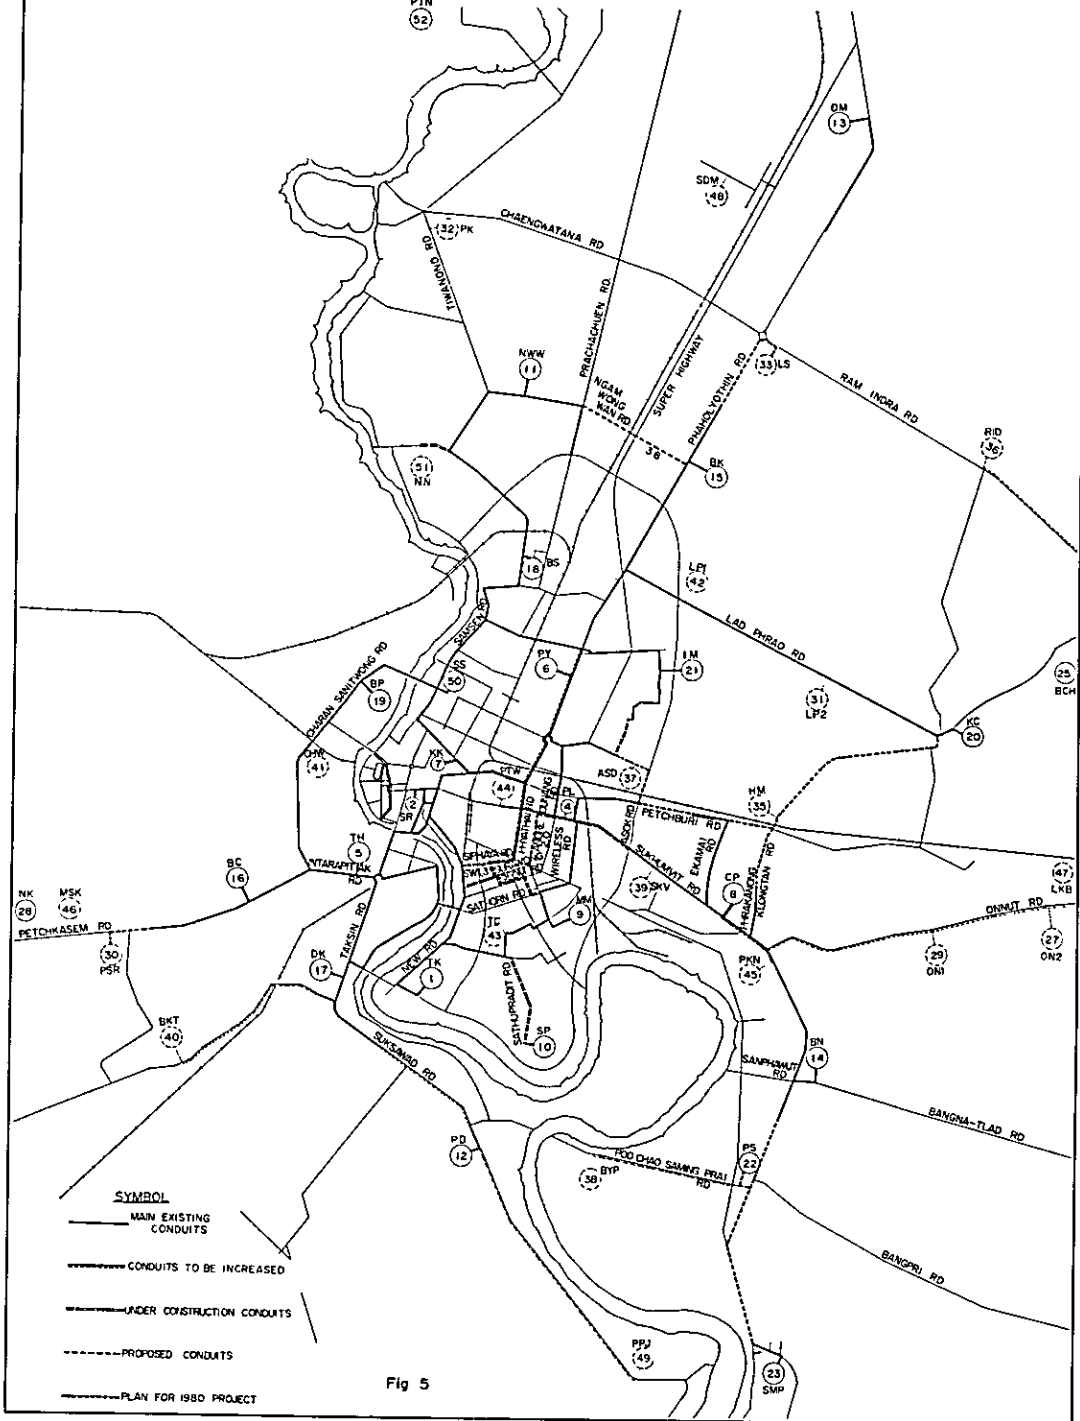 PTN
52
DM
13
SDM
48
CHAENGWATANA RD
32 PK
TIWANOND RD
PRACHACHUEN RD.
SUPER HIGHWAY
PHAHOLYOTHIN RD
33 LS
RAM INDRA RD
NWW
11
NGAM
WONG
WAN RD
38
BK
15
RID
36
51
NN
18 BS
LP1
42
LAD PHRAO RD
SAMSEN RD
PY
6
LM
21
SS
50
CHARAN SANITWONG RD
BP
19
31
LP2
25
BCH
KC
20
CHW
41
KK
7
PTW
44
ASD 37
HM
35
2
SR
PL
4
PETCHBURI RD
ASOK RD
WIRELESS
RD
EKAMAI
RD
SUKHUMVIT RD
KLONGTAN RD
TH
5
RD
BC
16
SATHORN RD
39 SKV
CP
8
47
LKB
NK
28
MSK
46
PETCHKASEM RD
30
PSR
TAKSIN RD
MM
9
TC
43
ONNUT RD
27
ON2
29
ON1
DK
17
NEW RD
TK
1
PKN
45
SATHUPRADIT RD
SP
10
BKT
40
SUKSAWAD RD
BN
14
SANPHAWUT
RD
BANGNA-TLAD RD
PD
12
38 BYP
POO CHAO SAMING PRAI
RD
PS
22
BANGPRI RD
SYMBOL
MAIN EXISTING
CONDUITS
CONDUITS TO BE INCREASED
UNDER CONSTRUCTION CONDUITS
PROPOSED CONDUITS
PLAN FOR 1980 PROJECT
Fig 5
PPJ
49
23
SMP